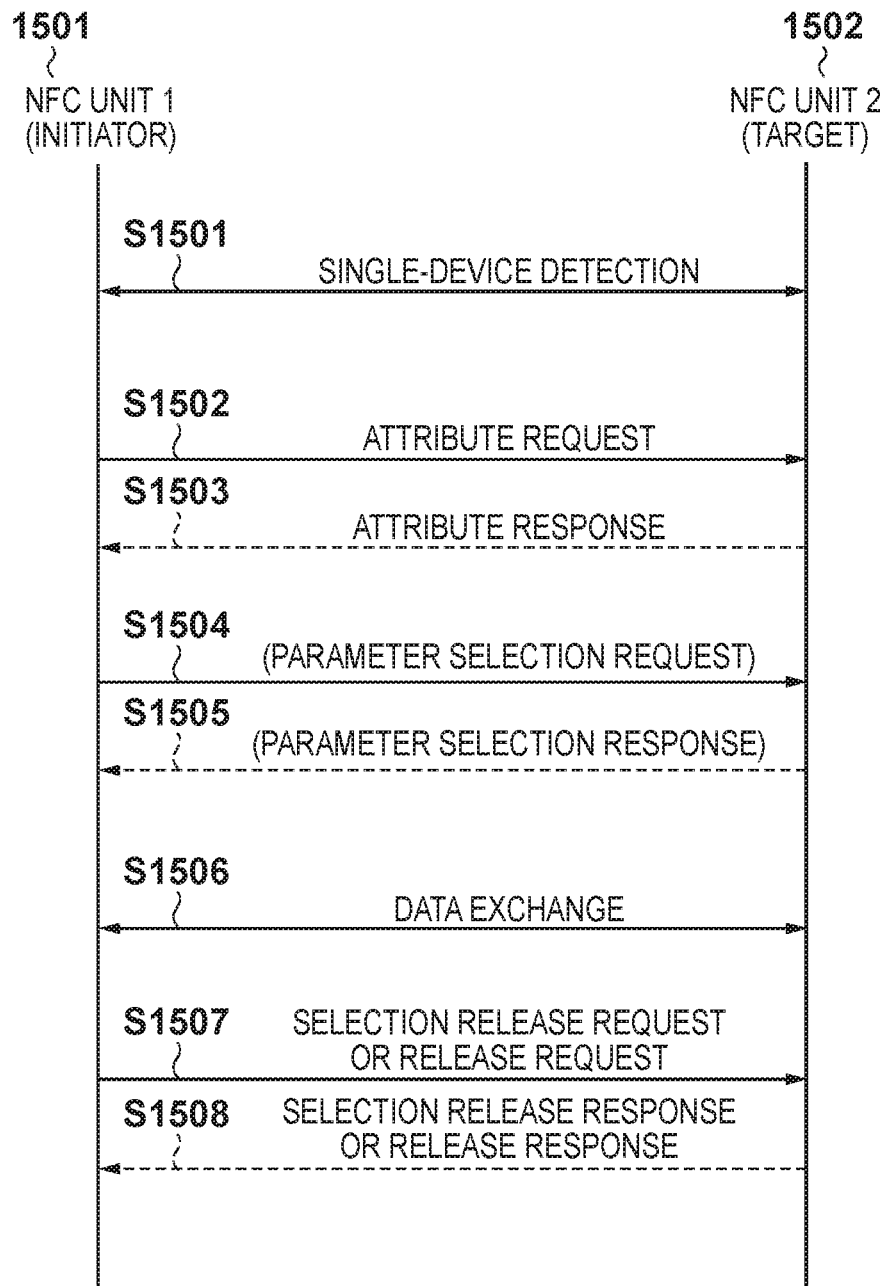 1501
1502
NFC UNIT 1
(INITIATOR)
NFC UNIT 2
(TARGET)
S1501
SINGLE-DEVICE DETECTION
S1502
ATTRIBUTE REQUEST
S1503
ATTRIBUTE RESPONSE
S1504
(PARAMETER SELECTION REQUEST)
S1505
(PARAMETER SELECTION RESPONSE)
S1506
DATA EXCHANGE
S1507
SELECTION RELEASE REQUEST
OR RELEASE REQUEST
S1508
SELECTION RELEASE RESPONSE
OR RELEASE RESPONSE